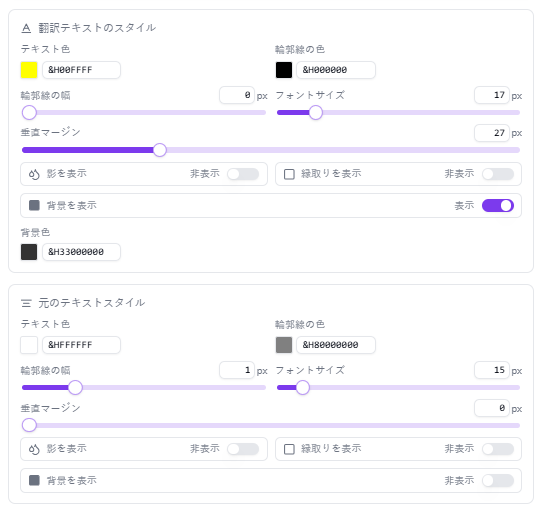 翻訳テキストのスタイル
テキスト色 輪郭線の色
&H00FFFF &H000000
輪郭線の幅 0 px フォントサイズ 17 px
垂直マージン 27 px
影を表示 非表示 縁取りを表示 非表示
背景を表示 表示
背景色
&H33000000
元のテキストスタイル
テキスト色 輪郭線の色
&HFFFFFF &H80000000
輪郭線の幅 1 px フォントサイズ 15 px
垂直マージン 0 px
影を表示 非表示 縁取りを表示 非表示
背景を表示 非表示